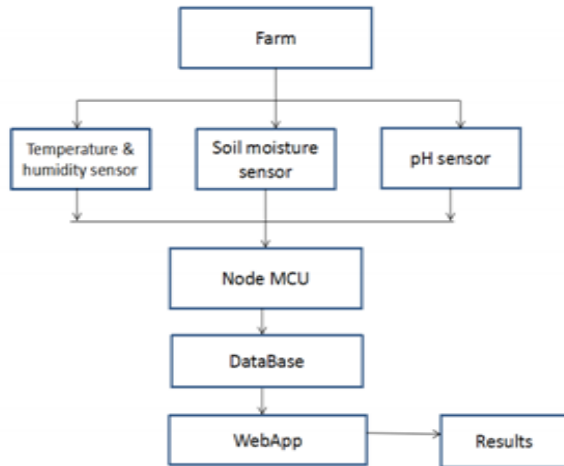 Farm
Temperature &
humidity sensor
Soil moisture
sensor
pH sensor
Node MCU
DataBase
WebApp
Results